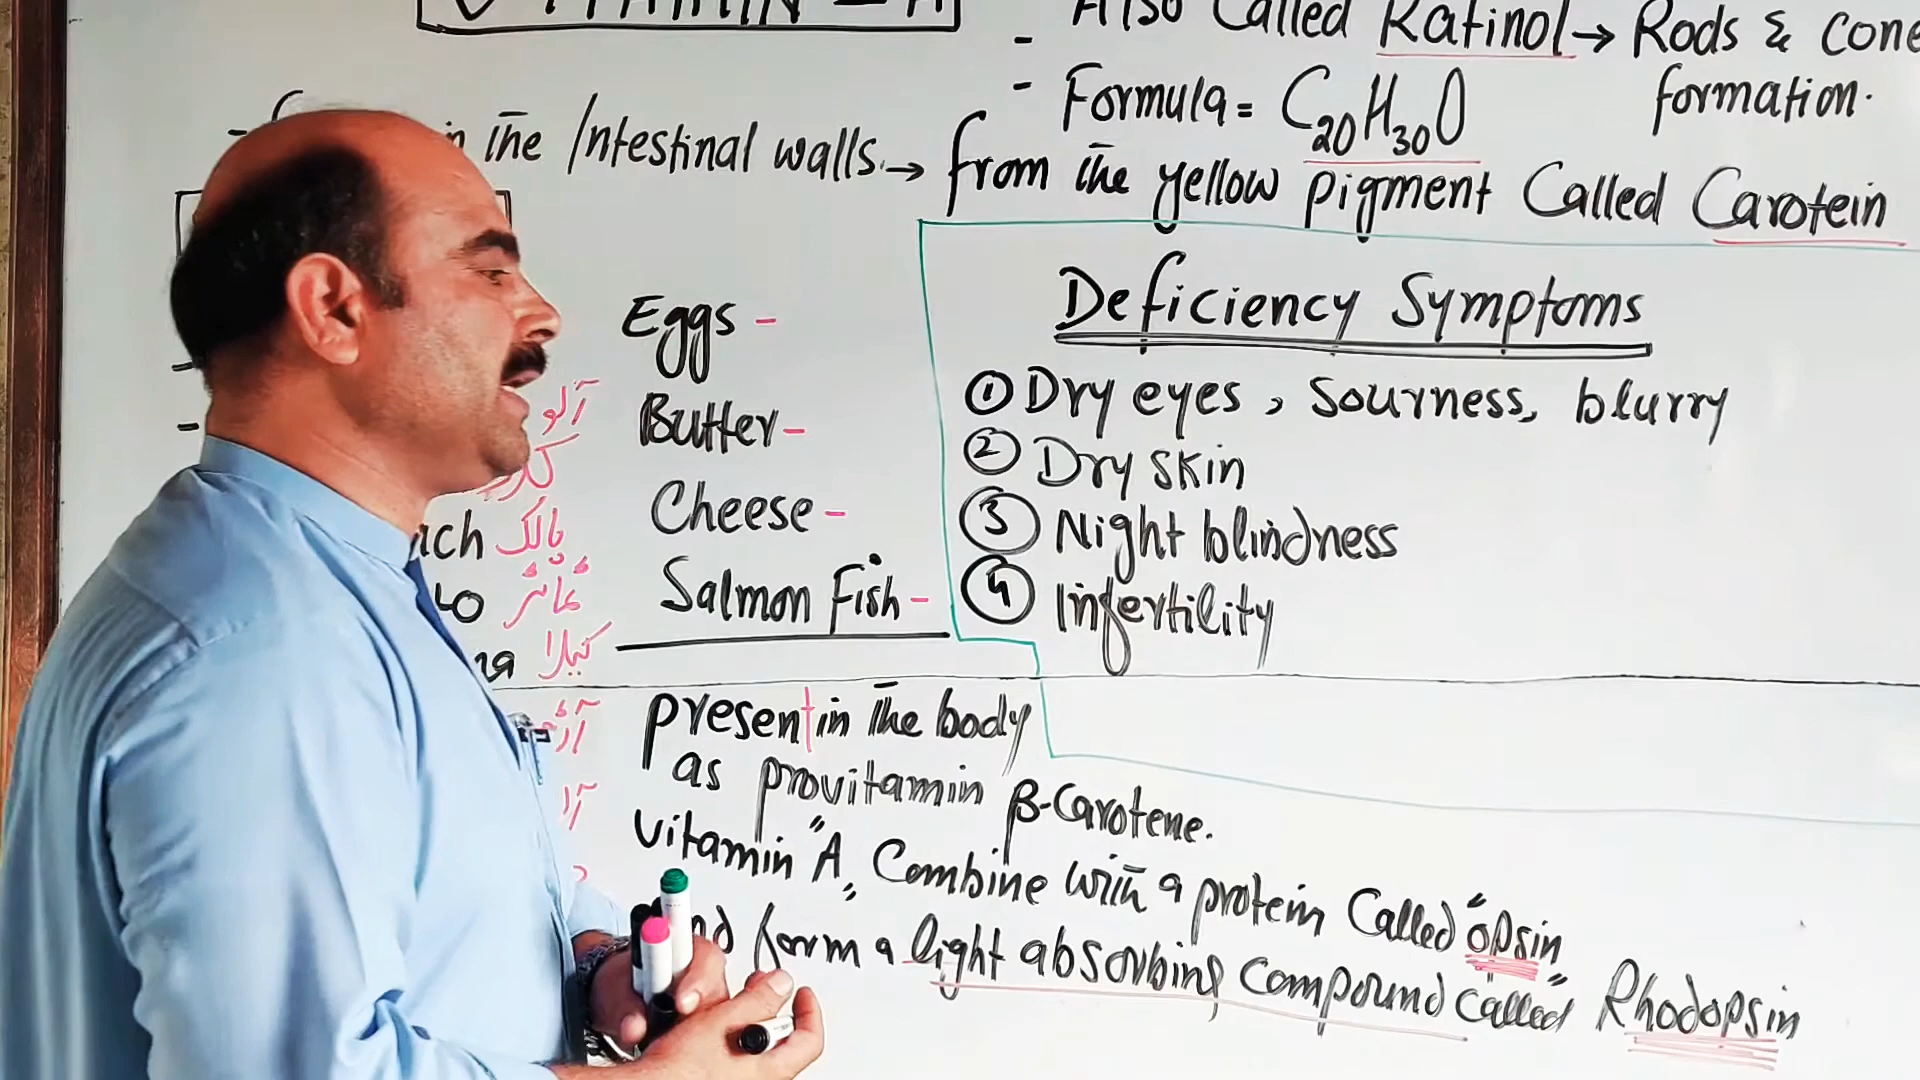 VITAMIN - A
- Also Called Ratinol → Rods & cone
formation.
- Formula = C20H30O
in the Intestinal walls. → from the yellow pigment Called Carotein
Eggs -
Butter -
Cheese -
Salmon Fish -
آلو
پالک
ٹماٹر
کیلا
Deficiency Symptoms
① Dry eyes, Sourness, blurry
② Dry skin
③ Night blindness
④ Infertility
present in the body
as provitamin β-Carotene.
Vitamin "A" Combine with a protein Called "opsin"
form a light absorbing compound called Rhodopsin